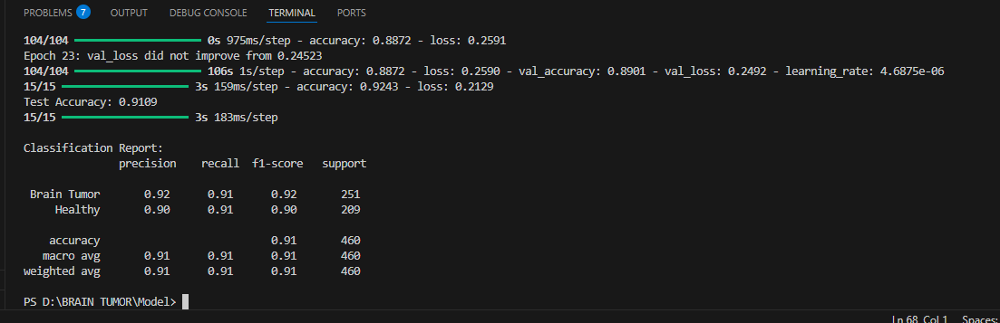 PROBLEMS 7 OUTPUT DEBUG CONSOLE TERMINAL PORTS
104/104 0s 975ms/step - accuracy: 0.8872 - loss: 0.2591
Epoch 23: val_loss did not improve from 0.24523
104/104 106s 1s/step - accuracy: 0.8872 - loss: 0.2590 - val_accuracy: 0.8901 - val_loss: 0.2492 - learning_rate: 4.6875e-06
15/15 3s 159ms/step - accuracy: 0.9243 - loss: 0.2129
Test Accuracy: 0.9109
15/15 3s 183ms/step
Classification Report:
precision recall f1-score support
Brain Tumor 0.92 0.91 0.92 251
Healthy 0.90 0.91 0.90 209
accuracy 0.91 460
macro avg 0.91 0.91 0.91 460
weighted avg 0.91 0.91 0.91 460
PS D:\BRAIN TUMOR\Model>
Ln 68, Col 1 Spaces: